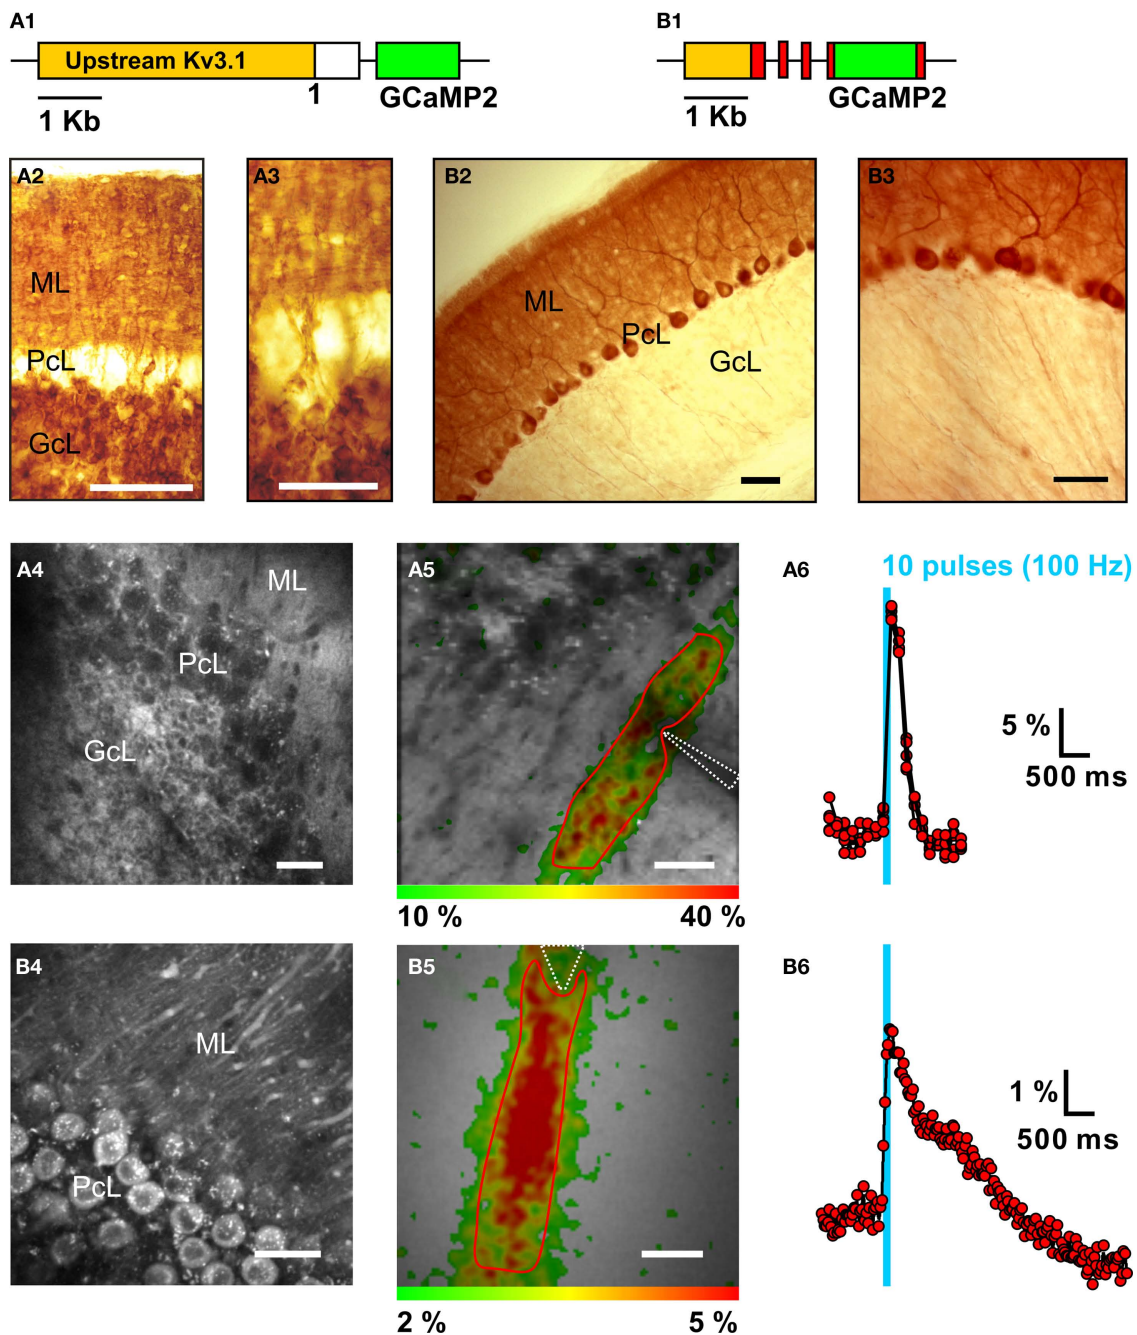 A1
B1
Upstream Kv3.1
1
GCaMP2
1 Kb
GCaMP2
1 Kb
A2
A3
B2
B3
ML
PcL
GcL
ML
PcL
GcL
A4
ML
PcL
GcL
A5
A6
10 pulses (100 Hz)
5 %
500 ms
10 %
40 %
B4
ML
PcL
B5
B6
1 %
500 ms
2 %
5 %